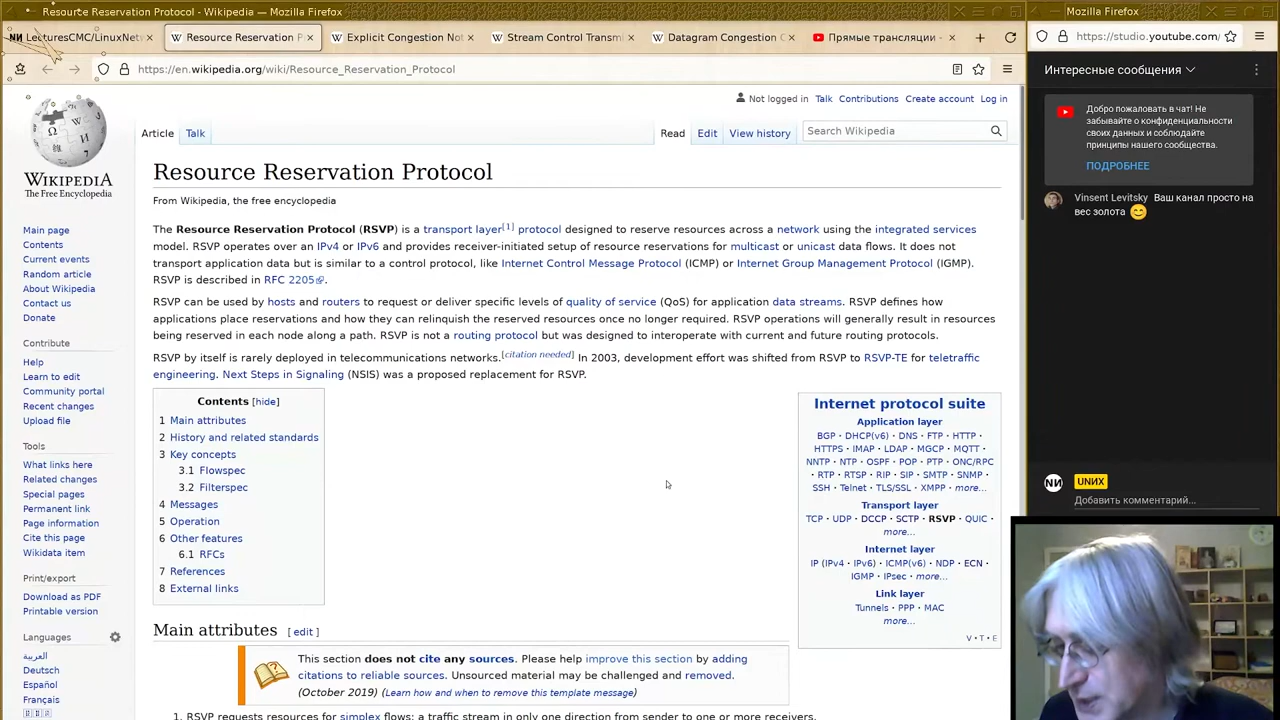 Resource Reservation Protocol - Wikipedia — Mozilla Firefox
Mozilla Firefox
LecturesCMC/LinuxNetw
Resource Reservation P
Explicit Congestion Not
Stream Control Transmi
Datagram Congestion C
Прямые трансляции -
https://en.wikipedia.org/wiki/Resource_Reservation_Protocol
https://studio.youtube.com/
Not logged in Talk Contributions Create account Log in
Article Talk
Read Edit View history
Search Wikipedia
WIKIPEDIA
The Free Encyclopedia
Main page
Contents
Current events
Random article
About Wikipedia
Contact us
Donate
Contribute
Help
Learn to edit
Community portal
Recent changes
Upload file
Tools
What links here
Related changes
Special pages
Permanent link
Page information
Cite this page
Wikidata item
Print/export
Download as PDF
Printable version
Languages
العربية
Deutsch
Español
Français
Resource Reservation Protocol
From Wikipedia, the free encyclopedia
The Resource Reservation Protocol (RSVP) is a transport layer[1] protocol designed to reserve resources across a network using the integrated services
model. RSVP operates over an IPv4 or IPv6 and provides receiver-initiated setup of resource reservations for multicast or unicast data flows. It does not
transport application data but is similar to a control protocol, like Internet Control Message Protocol (ICMP) or Internet Group Management Protocol (IGMP).
RSVP is described in RFC 2205.
RSVP can be used by hosts and routers to request or deliver specific levels of quality of service (QoS) for application data streams. RSVP defines how
applications place reservations and how they can relinquish the reserved resources once no longer required. RSVP operations will generally result in resources
being reserved in each node along a path. RSVP is not a routing protocol but was designed to interoperate with current and future routing protocols.
RSVP by itself is rarely deployed in telecommunications networks.[citation needed] In 2003, development effort was shifted from RSVP to RSVP-TE for teletraffic
engineering. Next Steps in Signaling (NSIS) was a proposed replacement for RSVP.
Contents [hide]
1 Main attributes
2 History and related standards
3 Key concepts
3.1 Flowspec
3.2 Filterspec
4 Messages
5 Operation
6 Other features
6.1 RFCs
7 References
8 External links
Internet protocol suite
Application layer
BGP · DHCP(v6) · DNS · FTP · HTTP ·
HTTPS · IMAP · LDAP · MGCP · MQTT ·
NNTP · NTP · OSPF · POP · PTP · ONC/RPC
· RTP · RTSP · RIP · SIP · SMTP · SNMP ·
SSH · Telnet · TLS/SSL · XMPP · more...
Transport layer
TCP · UDP · DCCP · SCTP · RSVP · QUIC ·
more...
Internet layer
IP (IPv4 · IPv6) · ICMP(v6) · NDP · ECN ·
IGMP · IPsec · more...
Link layer
Tunnels · PPP · MAC
more...
V · T · E
Main attributes [ edit ]
This section does not cite any sources. Please help improve this section by adding
citations to reliable sources. Unsourced material may be challenged and removed.
(October 2019) (Learn how and when to remove this template message)
1. RSVP requests resources for simplex flows: a traffic stream in only one direction from sender to one or more receivers.
Интересные сообщения
Добро пожаловать в чат! Не
забывайте о конфиденциальности
своих данных и соблюдайте
принципы нашего сообщества.
ПОДРОБНЕЕ
Vinsent Levitsky Ваш канал просто на
вес золота
UNИX
Добавить комментарий...